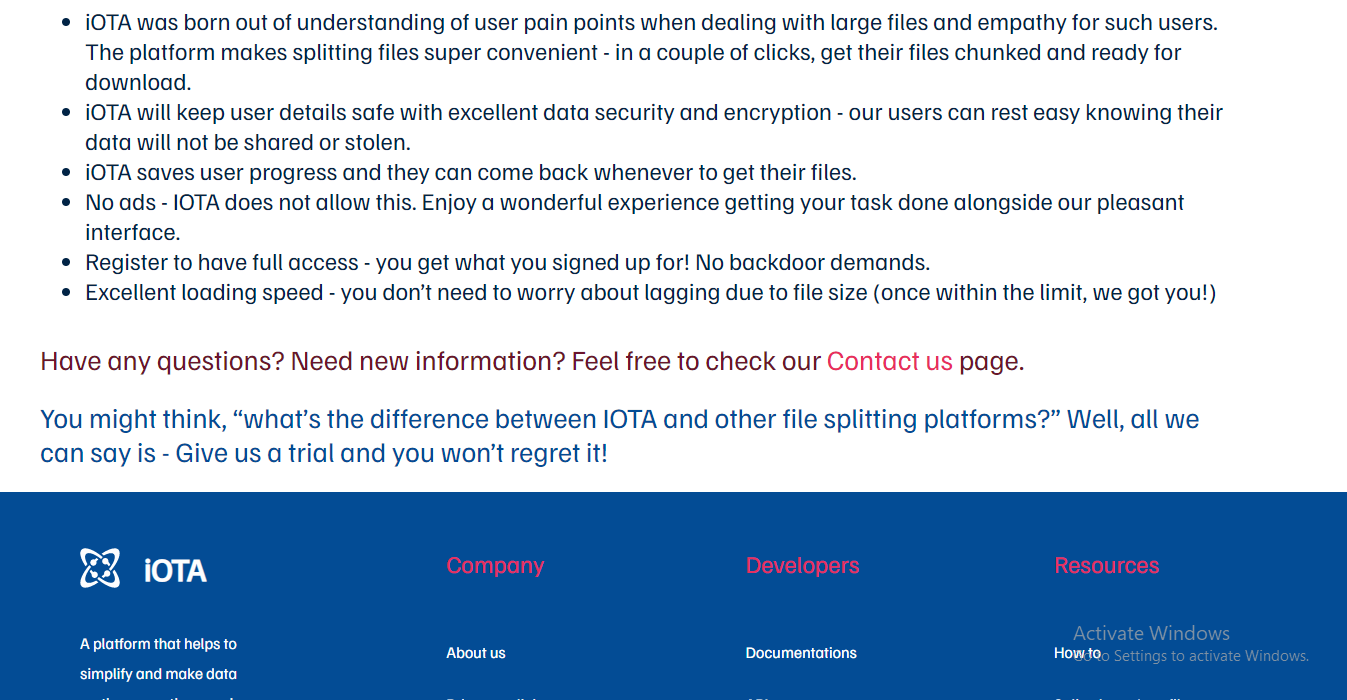 iOTA was born out of understanding of user pain points when dealing with large files and empathy for such users.
The platform makes splitting files super convenient - in a couple of clicks, get their files chunked and ready for
download.
iOTA will keep user details safe with excellent data security and encryption - our users can rest easy knowing their
data will not be shared or stolen.
iOTA saves user progress and they can come back whenever to get their files.
No ads - IOTA does not allow this. Enjoy a wonderful experience getting your task done alongside our pleasant
interface.
Register to have full access - you get what you signed up for! No backdoor demands.
Excellent loading speed - you don’t need to worry about lagging due to file size (once within the limit, we got you!)
Have any questions? Need new information? Feel free to check our Contact us page.
You might think, “what’s the difference between IOTA and other file splitting platforms?” Well, all we
can say is - Give us a trial and you won’t regret it!
iOTA
A platform that helps to
simplify and make data
Company
About us
Developers
Documentations
Resources
How to
Activate Windows
Go to Settings to activate Windows.